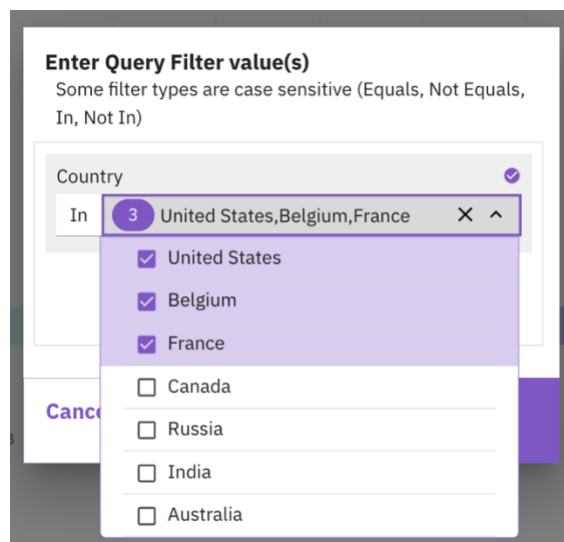 Enter Query Filter value(s)
Some filter types are case sensitive (Equals, Not Equals,
In, Not In)
Country
In 3 United States,Belgium,France
United States
Belgium
France
Canada
Russia
India
Australia